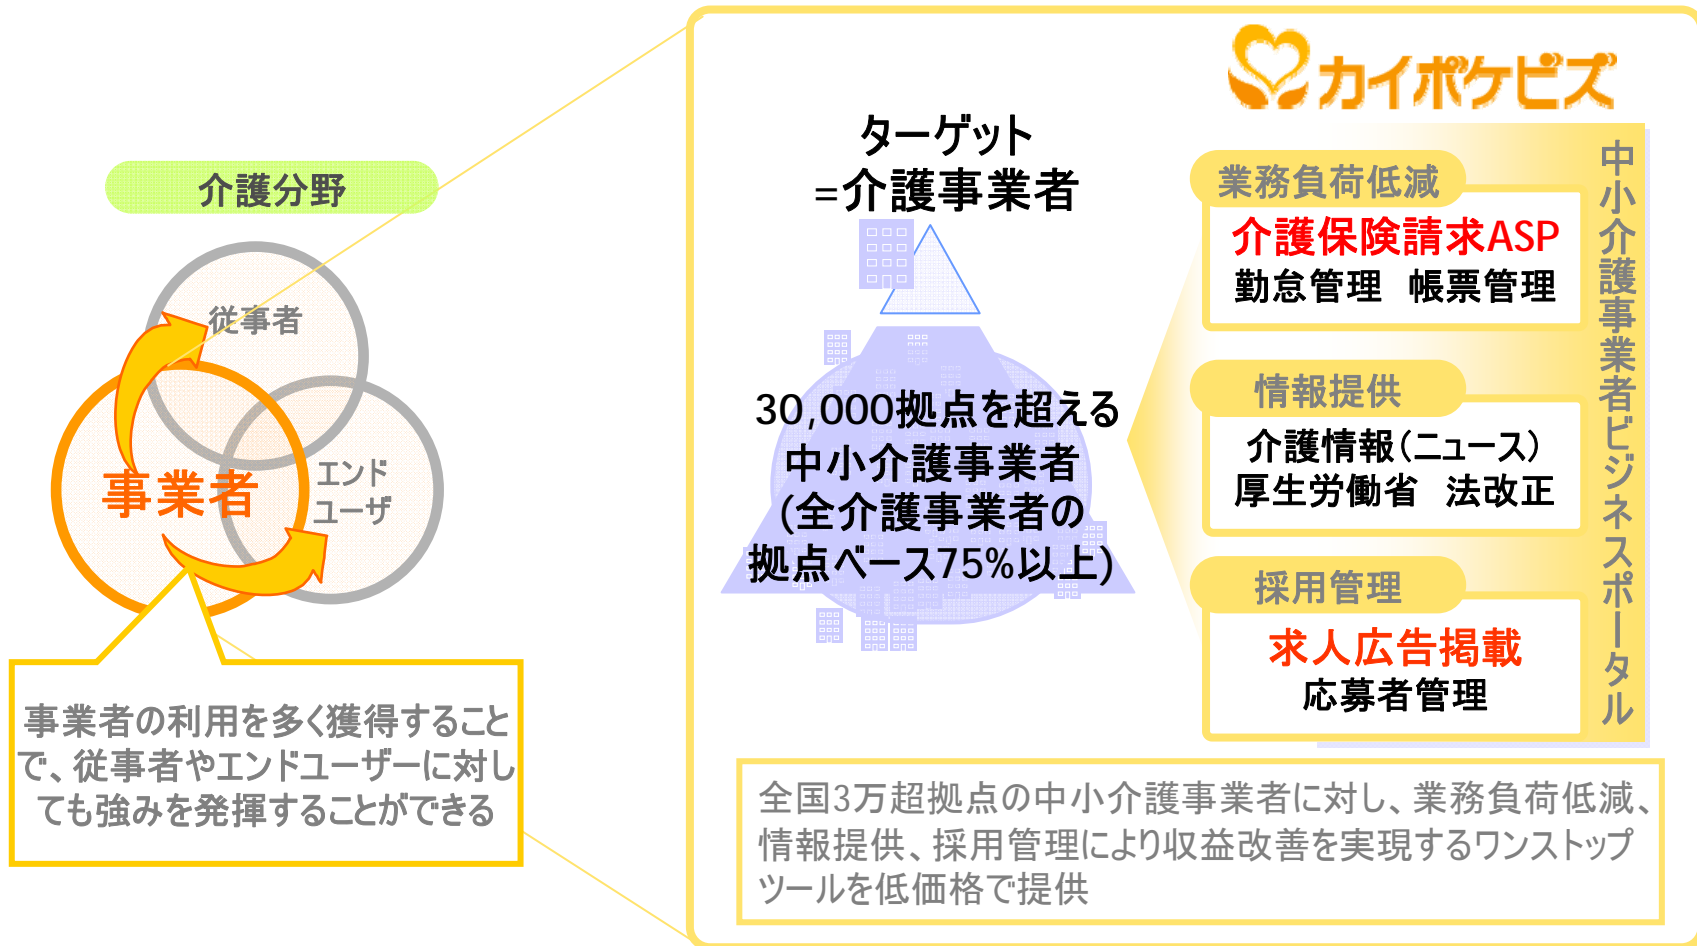 介護分野
従事者
事業者
エンド
ユーザ
事業者の利用を多く獲得すること
で、従事者やエンドユーザーに対し
ても強みを発揮することができる
カイポケビズ
ターゲット
=介護事業者
30,000拠点を超える
中小介護事業者
(全介護事業者の
拠点ベース75%以上)
業務負荷低減
介護保険請求ASP
勤怠管理　帳票管理
情報提供
介護情報（ニュース）
厚生労働省　法改正
採用管理
求人広告掲載
応募者管理
中小介護事業者ビジネスポータル
全国3万超拠点の中小介護事業者に対し、業務負荷低減、
情報提供、採用管理により収益改善を実現するワンストップ
ツールを低価格で提供